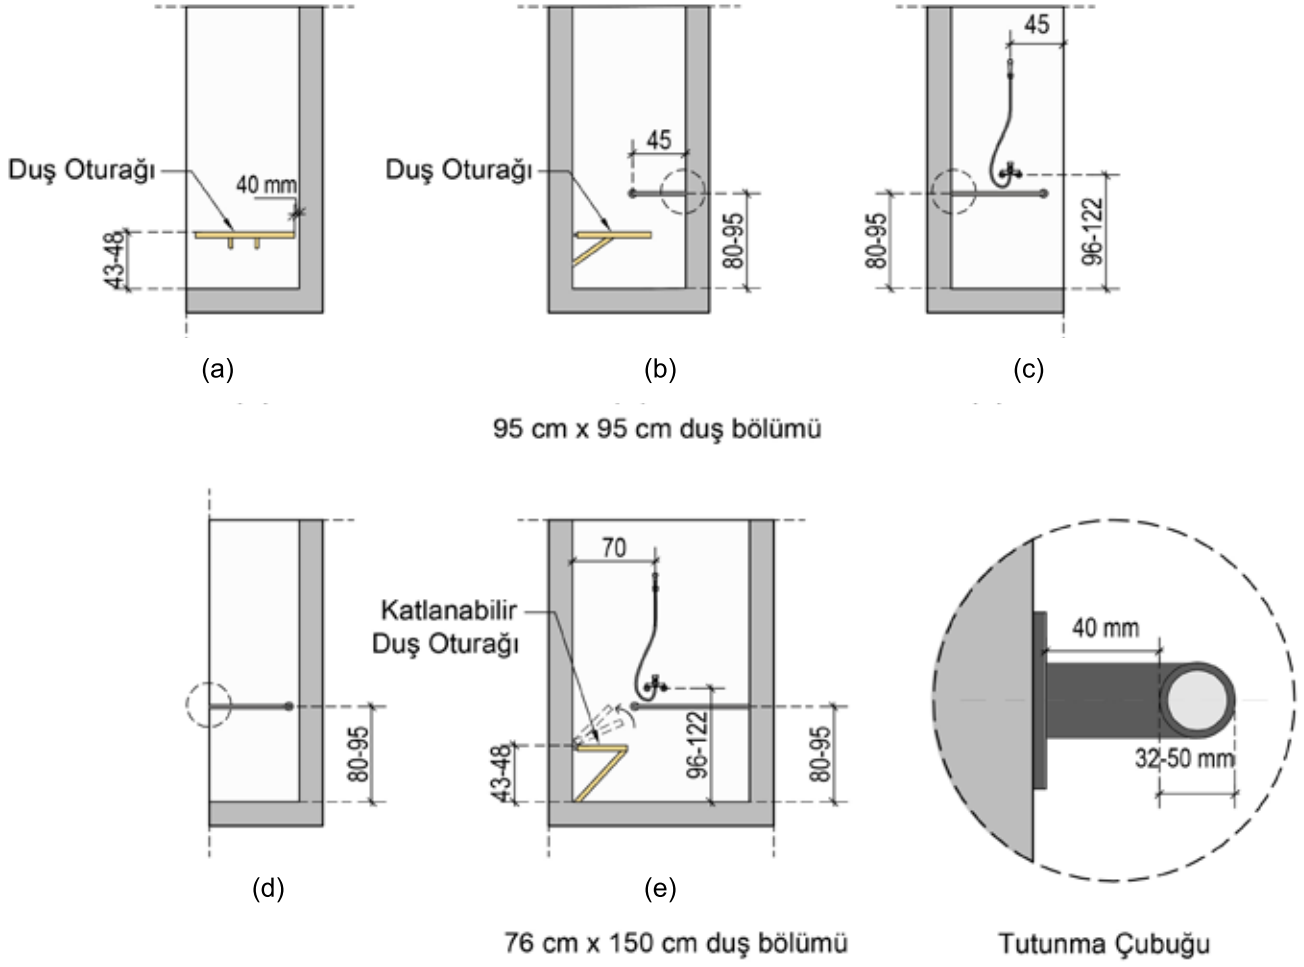 Duş Oturağı
40 mm
43-48
(a)
Duş Oturağı
45
80-95
(b)
45
80-95
96-122
(c)
95 cm x 95 cm duş bölümü
80-95
(d)
70
Katlanabilir
Duş Oturağı
43-48
96-122
80-95
(e)
76 cm x 150 cm duş bölümü
40 mm
32-50 mm
Tutunma Çubuğu